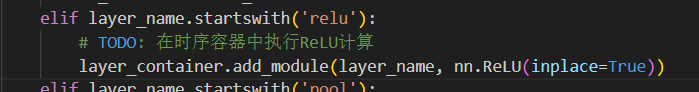 elif layer_name.startswith('relu'):
# TODO: 在时序容器中执行ReLU计算
layer_container.add_module(layer_name, nn.ReLU(inplace=True))
elif layer_name.startswith('pool'):